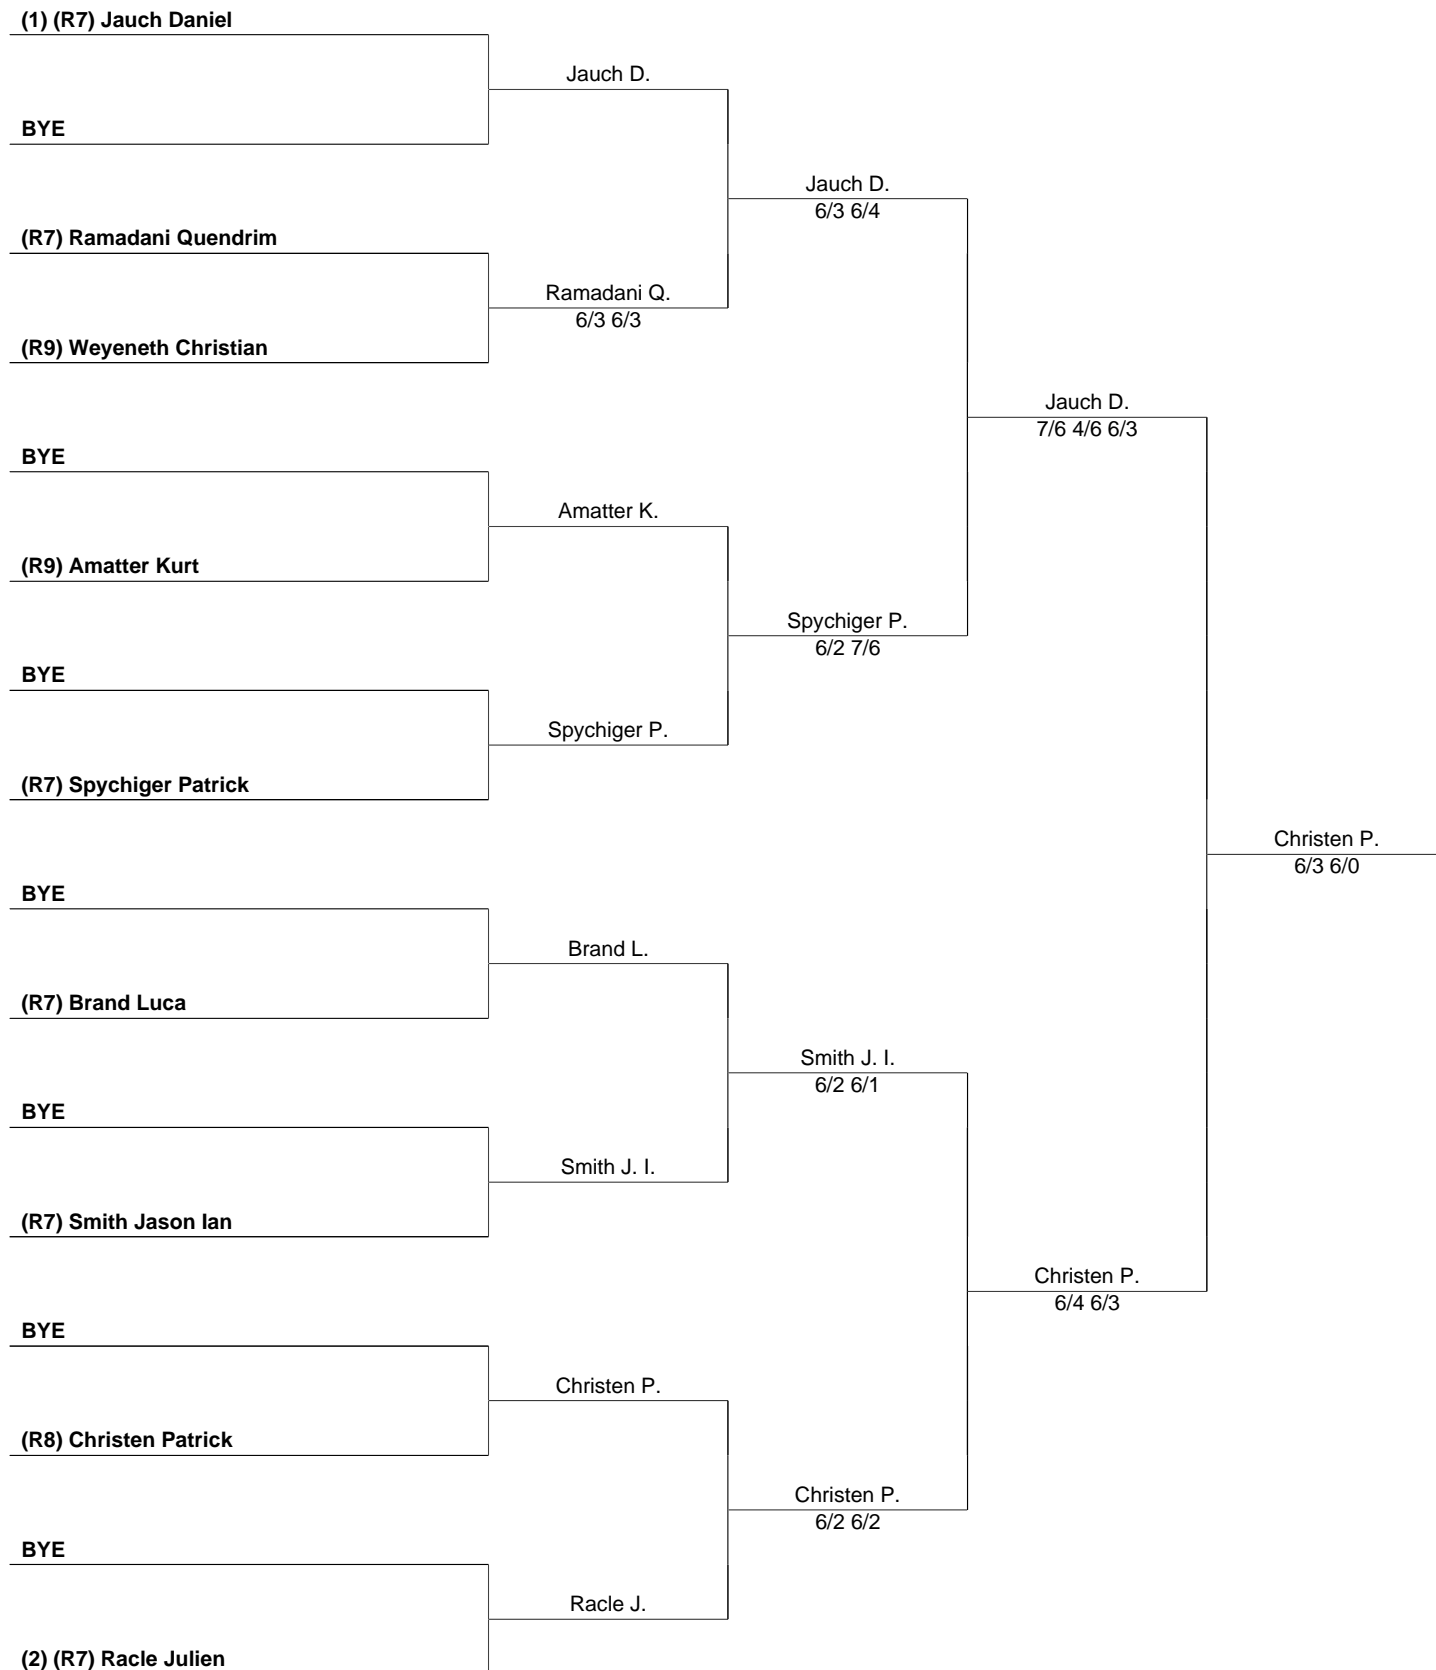 (1) (R7) Jauch Daniel
Jauch D.
BYE
Jauch D.
6/3 6/4
(R7) Ramadani Quendrim
Ramadani Q.
6/3 6/3
(R9) Weyeneth Christian
Jauch D.
7/6 4/6 6/3
BYE
Amatter K.
(R9) Amatter Kurt
Spychiger P.
6/2 7/6
BYE
Spychiger P.
(R7) Spychiger Patrick
Christen P.
6/3 6/0
BYE
Brand L.
(R7) Brand Luca
Smith J. I.
6/2 6/1
BYE
Smith J. I.
(R7) Smith Jason Ian
Christen P.
6/4 6/3
BYE
Christen P.
(R8) Christen Patrick
Christen P.
6/2 6/2
BYE
Racle J.
(2) (R7) Racle Julien